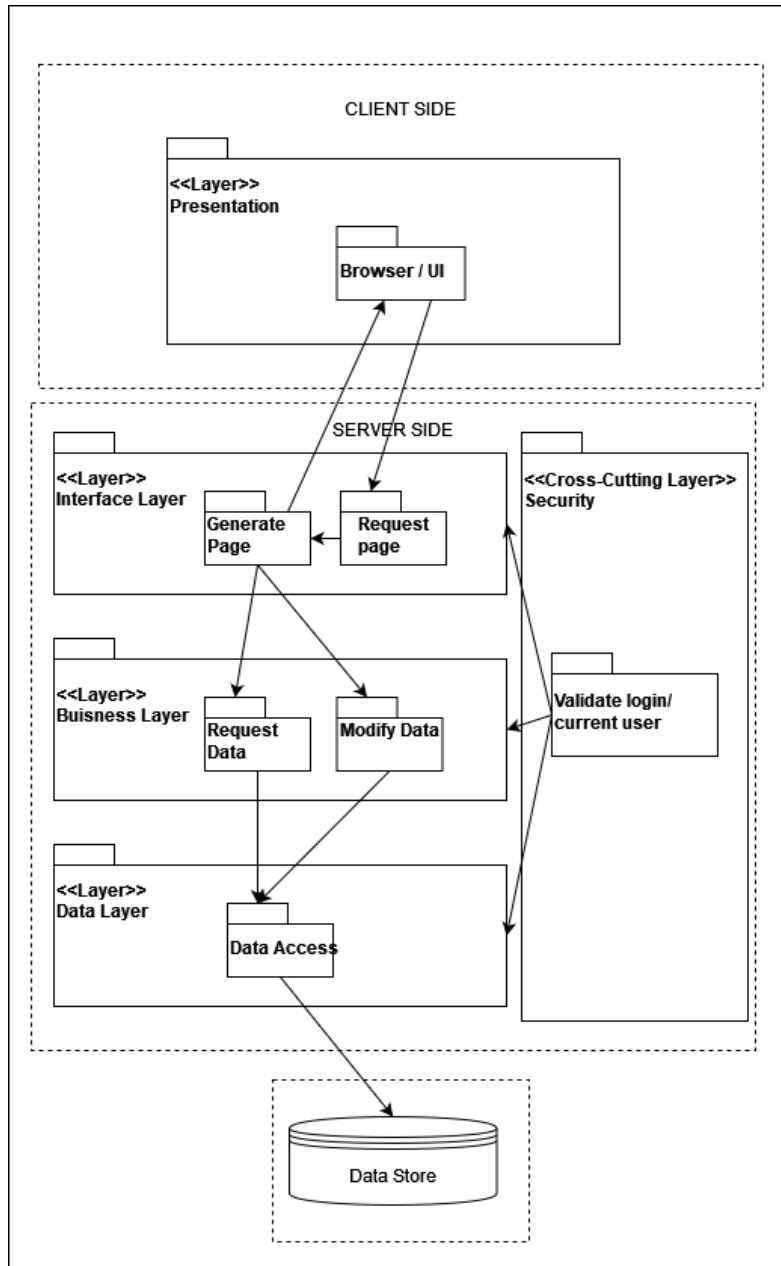 CLIENT SIDE
<<Layer>>
Presentation
Browser / UI
SERVER SIDE
<<Layer>>
Interface Layer
Generate
Page
Request
page
<<Cross-Cutting Layer>>
Security
<<Layer>>
Buisness Layer
Request
Data
Modify Data
Validate login/
current user
<<Layer>>
Data Layer
Data Access
Data Store